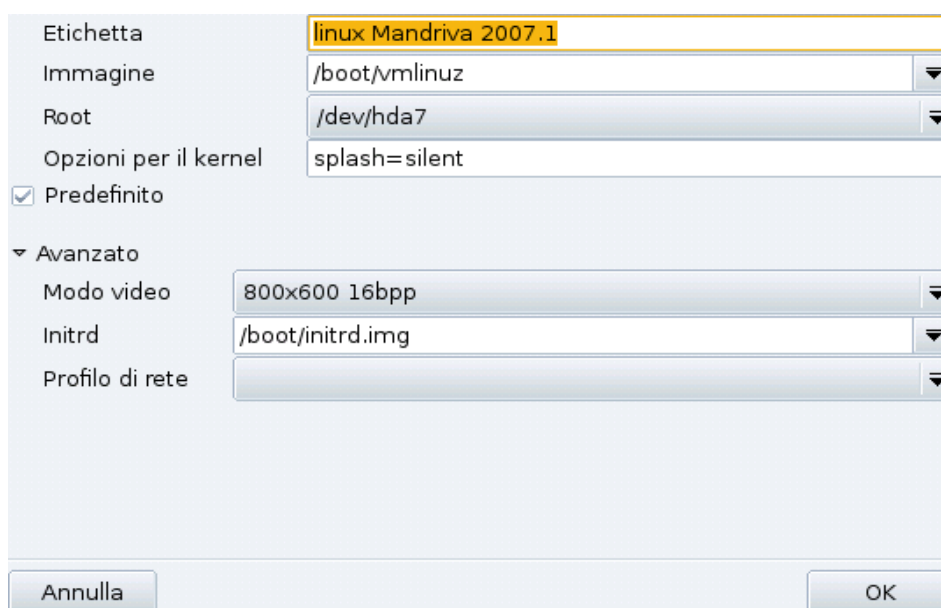 Etichetta linux Mandriva 2007.1
Immagine /boot/vmlinuz
Root /dev/hda7
Opzioni per il kernel splash=silent
Predefinito
Avanzato
Modo video 800x600 16bpp
Initrd /boot/initrd.img
Profilo di rete
Annulla OK